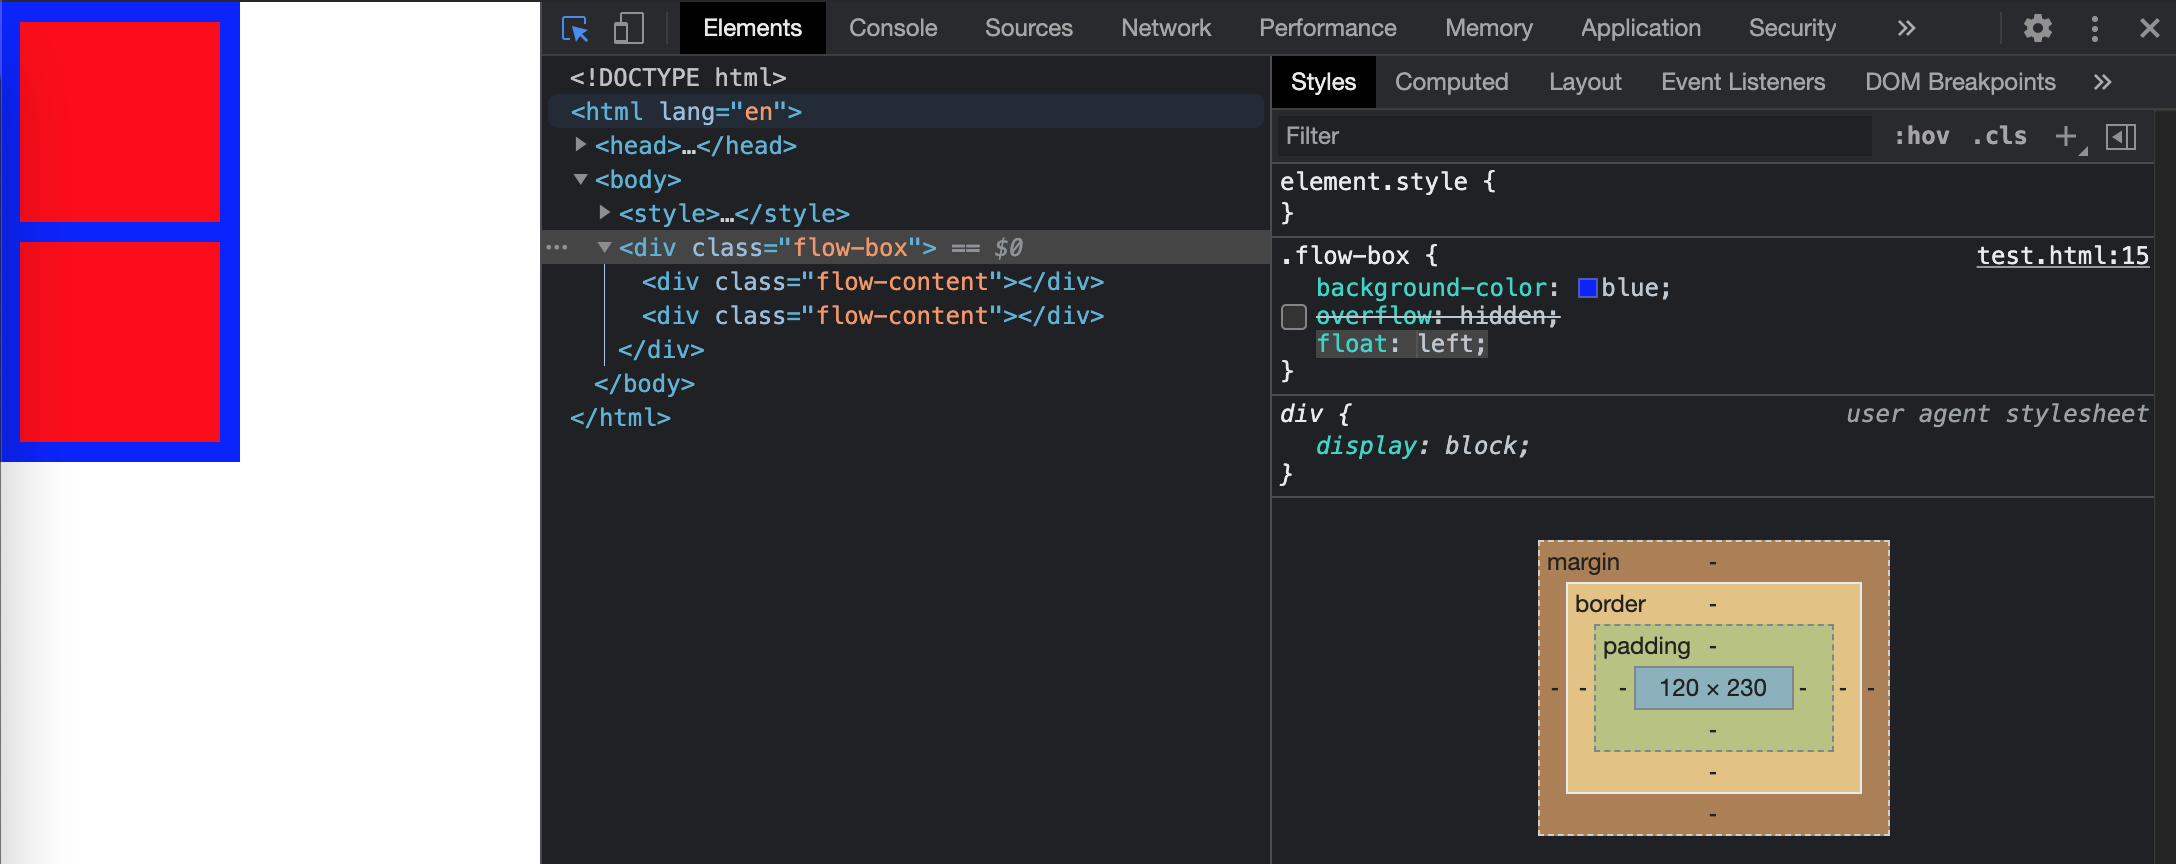 Elements Console Sources Network Performance Memory Application Security »
<!DOCTYPE html>
<html lang="en">
<head>…</head>
<body>
<style>…</style>
<div class="flow-box"> == $0
<div class="flow-content"></div>
<div class="flow-content"></div>
</div>
</body>
</html>
Styles Computed Layout Event Listeners DOM Breakpoints »
Filter :hov .cls +
element.style {
}
.flow-box { test.html:15
background-color: blue;
overflow: hidden;
float: left;
}
div { user agent stylesheet
display: block;
}
margin -
border -
padding -
- - - 120 × 230 - - -
-
-
-